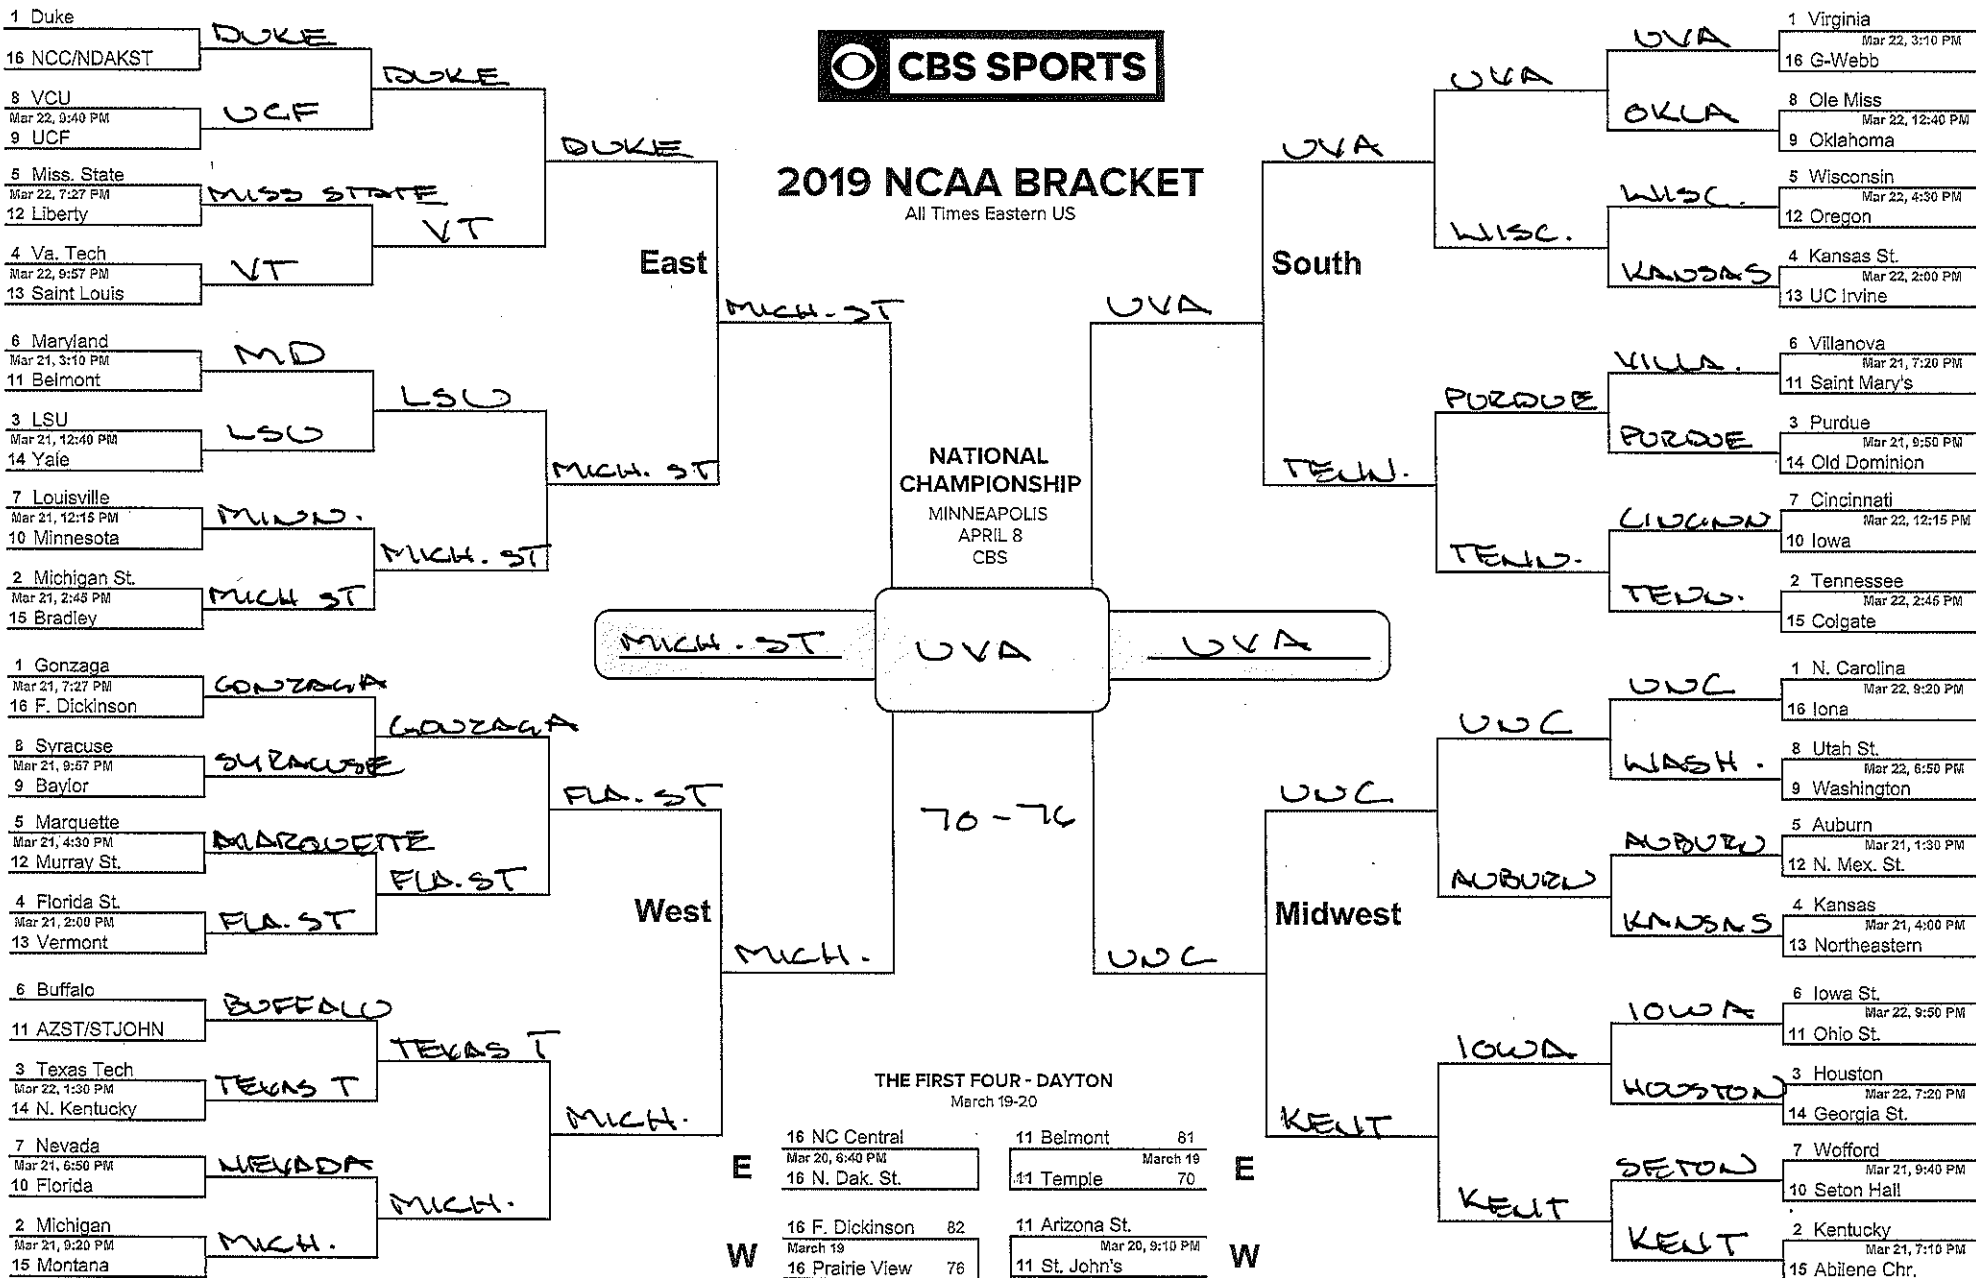 CBS SPORTS
2019 NCAA BRACKET
All Times Eastern US
East
1 Duke
16 NCC/NDAKST
8 VCU
Mar 22, 9:40 PM
9 UCF
5 Miss. State
Mar 22, 7:27 PM
12 Liberty
4 Va. Tech
Mar 22, 9:57 PM
13 Saint Louis
6 Maryland
Mar 21, 3:10 PM
11 Belmont
3 LSU
Mar 21, 12:40 PM
14 Yale
7 Louisville
Mar 21, 12:15 PM
10 Minnesota
2 Michigan St.
Mar 21, 2:45 PM
15 Bradley
DUKE
UCF
MISS STATE
VT
MD
LSU
MINN.
MICH ST
DUKE
VT
LSU
MICH. ST
DUKE
MICH. ST
MICH. ST
West
1 Gonzaga
Mar 21, 7:27 PM
16 F. Dickinson
8 Syracuse
Mar 21, 9:57 PM
9 Baylor
5 Marquette
Mar 21, 4:30 PM
12 Murray St.
4 Florida St.
Mar 21, 2:00 PM
13 Vermont
6 Buffalo
11 AZST/STJOHN
3 Texas Tech
Mar 22, 1:30 PM
14 N. Kentucky
7 Nevada
Mar 21, 6:50 PM
10 Florida
2 Michigan
Mar 21, 9:20 PM
15 Montana
GONZAGA
SYRACUSE
MARQUETTE
FLA. ST
BUFFALO
TEXAS T
NEVADA
MICH.
GONZAGA
FLA. ST
TEXAS T
MICH.
FLA. ST
MICH.
MICH.
South
1 Virginia
Mar 22, 3:10 PM
16 G-Webb
8 Ole Miss
Mar 22, 12:40 PM
9 Oklahoma
5 Wisconsin
Mar 22, 4:30 PM
12 Oregon
4 Kansas St.
Mar 22, 2:00 PM
13 UC Irvine
6 Villanova
Mar 21, 7:20 PM
11 Saint Mary's
3 Purdue
Mar 21, 9:50 PM
14 Old Dominion
7 Cincinnati
Mar 22, 12:15 PM
10 Iowa
2 Tennessee
Mar 22, 2:45 PM
15 Colgate
UVA
OKLA
WISC.
KANSAS
VILLA.
PURDUE
CINCINN
TENN.
UVA
WISC.
PURDUE
TENN.
UVA
TENN.
UVA
Midwest
1 N. Carolina
Mar 22, 9:20 PM
16 Iona
8 Utah St.
Mar 22, 6:50 PM
9 Washington
5 Auburn
Mar 21, 1:30 PM
12 N. Mex. St.
4 Kansas
Mar 21, 4:00 PM
13 Northeastern
6 Iowa St.
Mar 22, 9:50 PM
11 Ohio St.
3 Houston
Mar 22, 7:20 PM
14 Georgia St.
7 Wofford
Mar 21, 9:40 PM
10 Seton Hall
2 Kentucky
Mar 21, 7:10 PM
15 Abilene Chr.
UNC
WASH.
AUBURN
KANSAS
IOWA
HOUSTON
SETON
KENT
UNC
AUBURN
IOWA
KENT
UNC
KENT
UNC
NATIONAL
CHAMPIONSHIP
MINNEAPOLIS
APRIL 8
CBS
MICH. ST
UVA
UVA
70-76
THE FIRST FOUR - DAYTON
March 19-20
E
16 NC Central
Mar 20, 6:40 PM
16 N. Dak. St.
11 Belmont 81
March 19
11 Temple 70
E
W
16 F. Dickinson 82
March 19
16 Prairie View 76
11 Arizona St.
Mar 20, 9:10 PM
11 St. John's
W